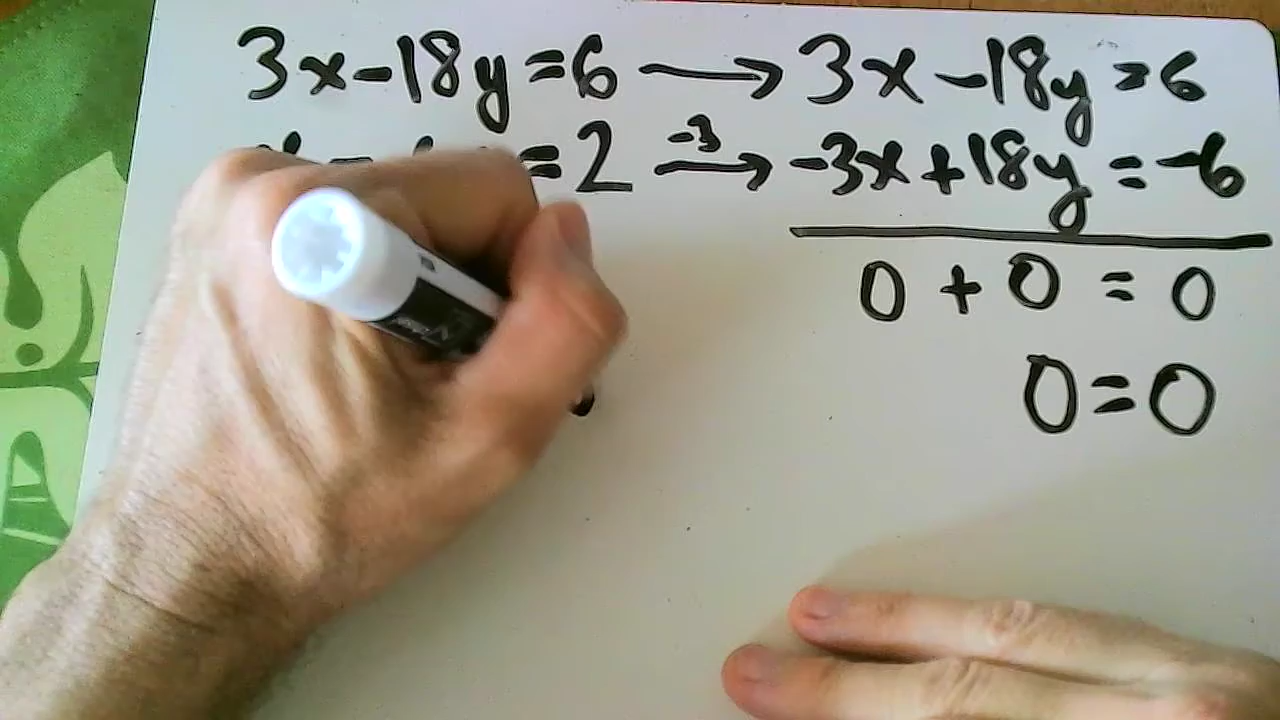 3x-18y=6 → 3x-18y=6
=2 -3→ -3x+18y=-6
0+0=0
0=0